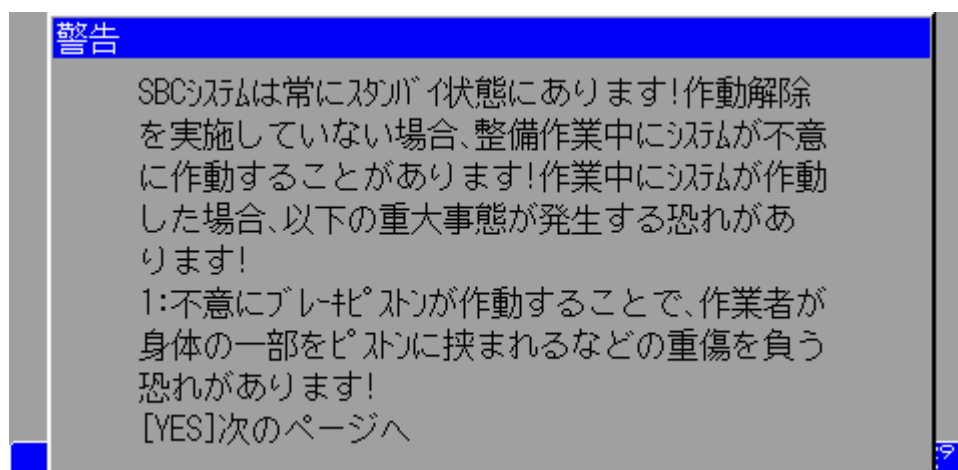 警告
SBCｼｽﾃﾑは常にｽﾀﾝﾊﾞｲ状態にあります!作動解除
を実施していない場合､整備作業中にｼｽﾃﾑが不意
に作動することがあります!作業中にｼｽﾃﾑが作動
した場合､以下の重大事態が発生する恐れがあ
ります!
1:不意にﾌﾞﾚｰｷﾋﾟｽﾄﾝが作動することで､作業者が
身体の一部をﾋﾟｽﾄﾝに挟まれるなどの重傷を負う
恐れがあります!
[YES]次のページへ